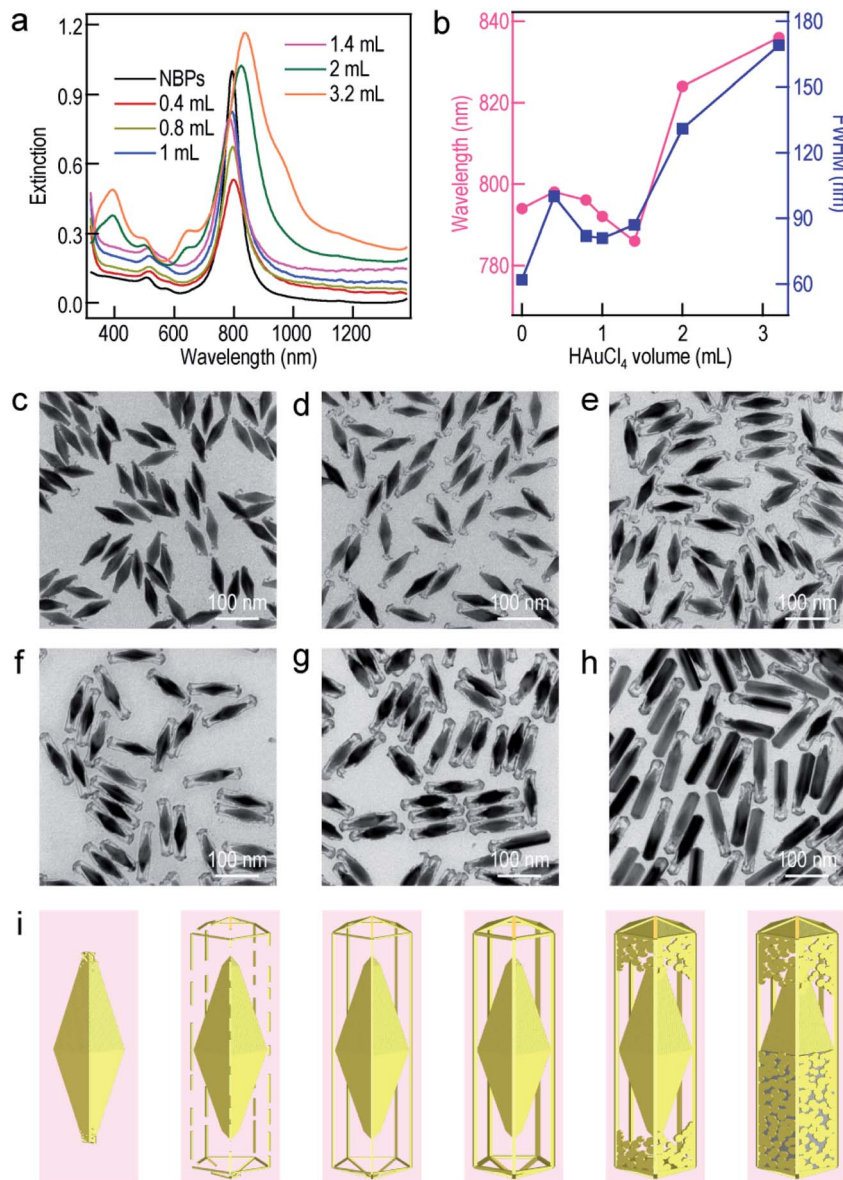 a
1.2
0.9
0.6
0.3
0.0
Extinction
NBPs
0.4 mL
0.8 mL
1 mL
1.4 mL
2 mL
3.2 mL
400 600 800 1000 1200
Wavelength (nm)
b
840
820
800
780
Wavelength (nm)
180
150
120
90
60
FWHM (nm)
0 1 2 3
HAuCl4 volume (mL)
c
100 nm
d
100 nm
e
100 nm
f
100 nm
g
100 nm
h
100 nm
i